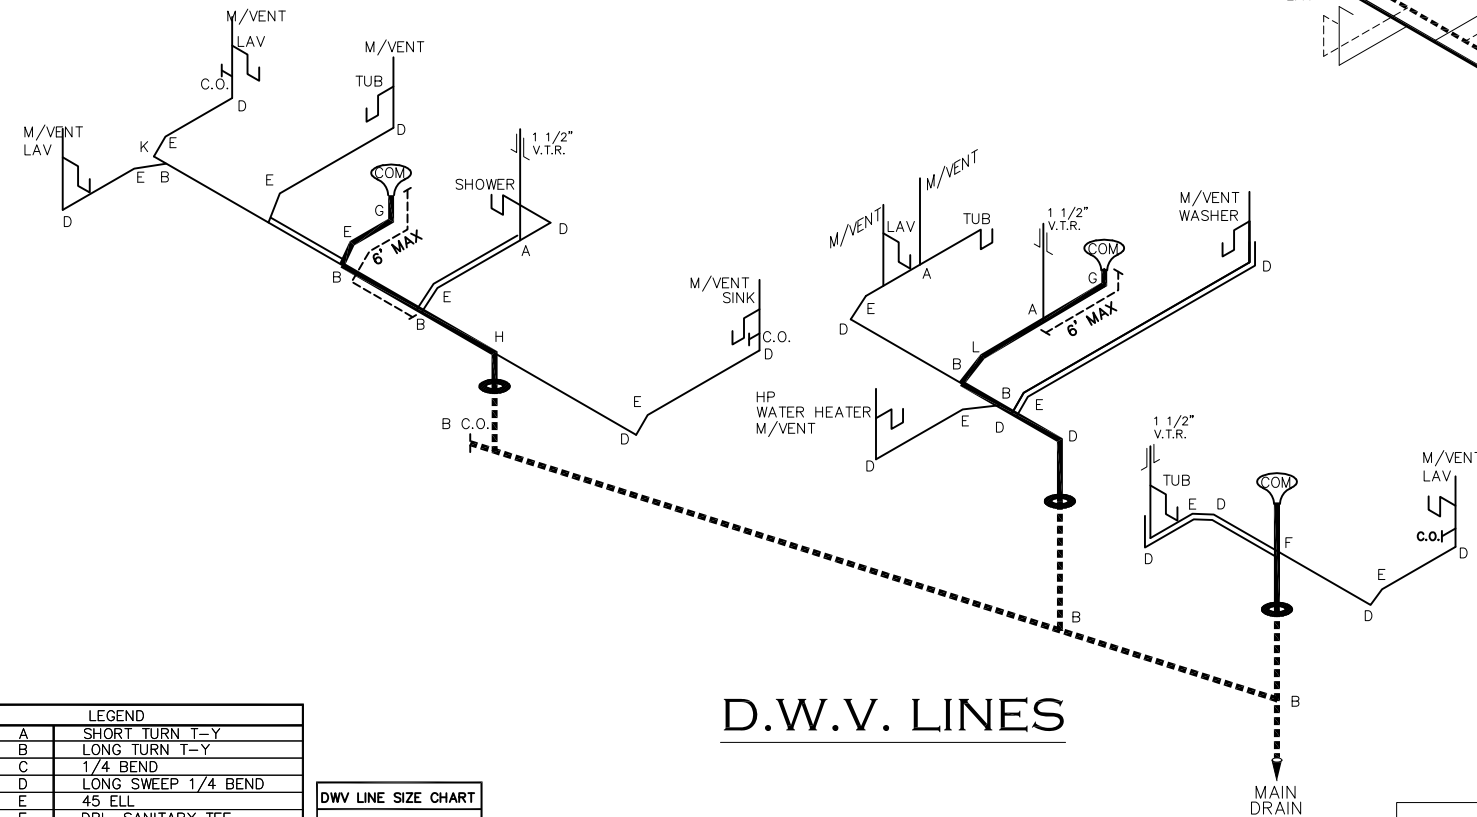 M/VENT
LAV
C.O.
D
K
E
M/VENT
LAV
E
B
D
M/VENT
TUB
D
E
COM
G
E
6' MAX
B
1 1/2"
V.T.R.
SHOWER
D
A
E
B
H
M/VENT
SINK
C.O.
D
E
D
B C.O.
M/VENT
M/VENT
LAV
TUB
A
E
D
1 1/2"
V.T.R.
COM
G
A
6' MAX
L
B
M/VENT
WASHER
D
B
E
D
D
HP
WATER HEATER
M/VENT
E
D
B
1 1/2"
V.T.R.
TUB
E
D
D
COM
F
M/VENT
LAV
C.O.
D
E
D
B
MAIN
DRAIN
D.W.V. LINES
LEGEND
A SHORT TURN T-Y
B LONG TURN T-Y
C 1/4 BEND
D LONG SWEEP 1/4 BEND
E 45 ELL
F DBL SANITARY TEE
DWV LINE SIZE CHART